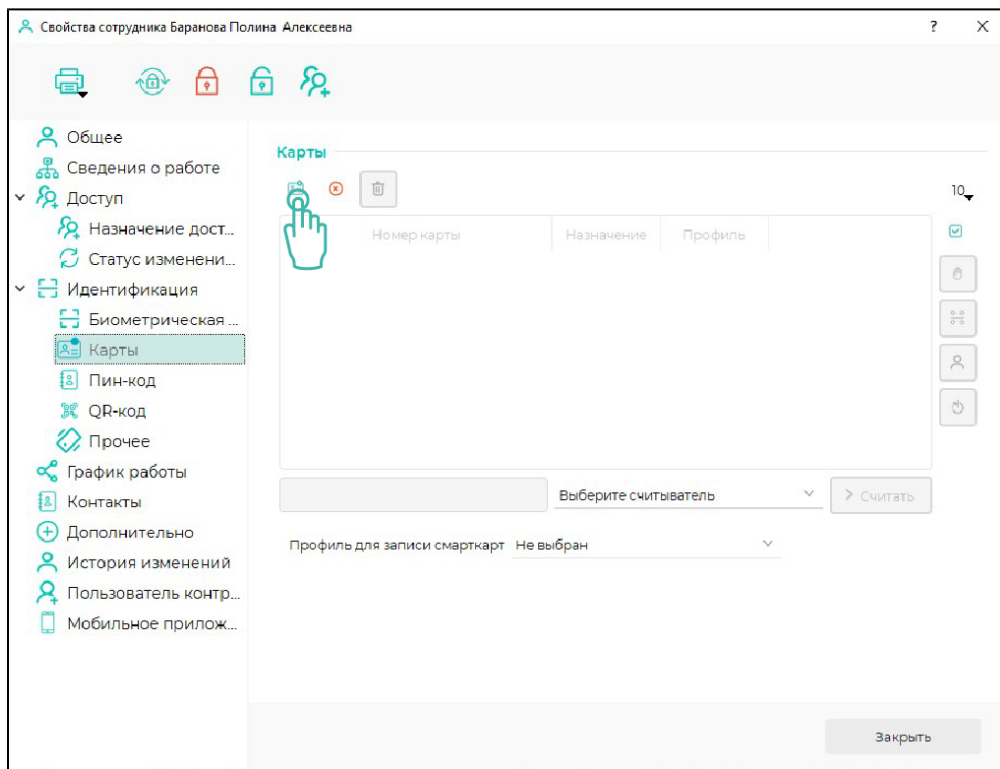 Свойства сотрудника Баранова Полина Алексеевна
?
Общее
Сведения о работе
Доступ
Назначение дост...
Статус изменени...
Идентификация
Биометрическая ...
Карты
Пин-код
QR-код
Прочее
График работы
Контакты
Дополнительно
История изменений
Пользователь контр...
Мобильное прилож...
Карты
10
Номер карты Назначение Профиль
Выберите считыватель
> Считать
Профиль для записи смарткарт Не выбран
Закрыть